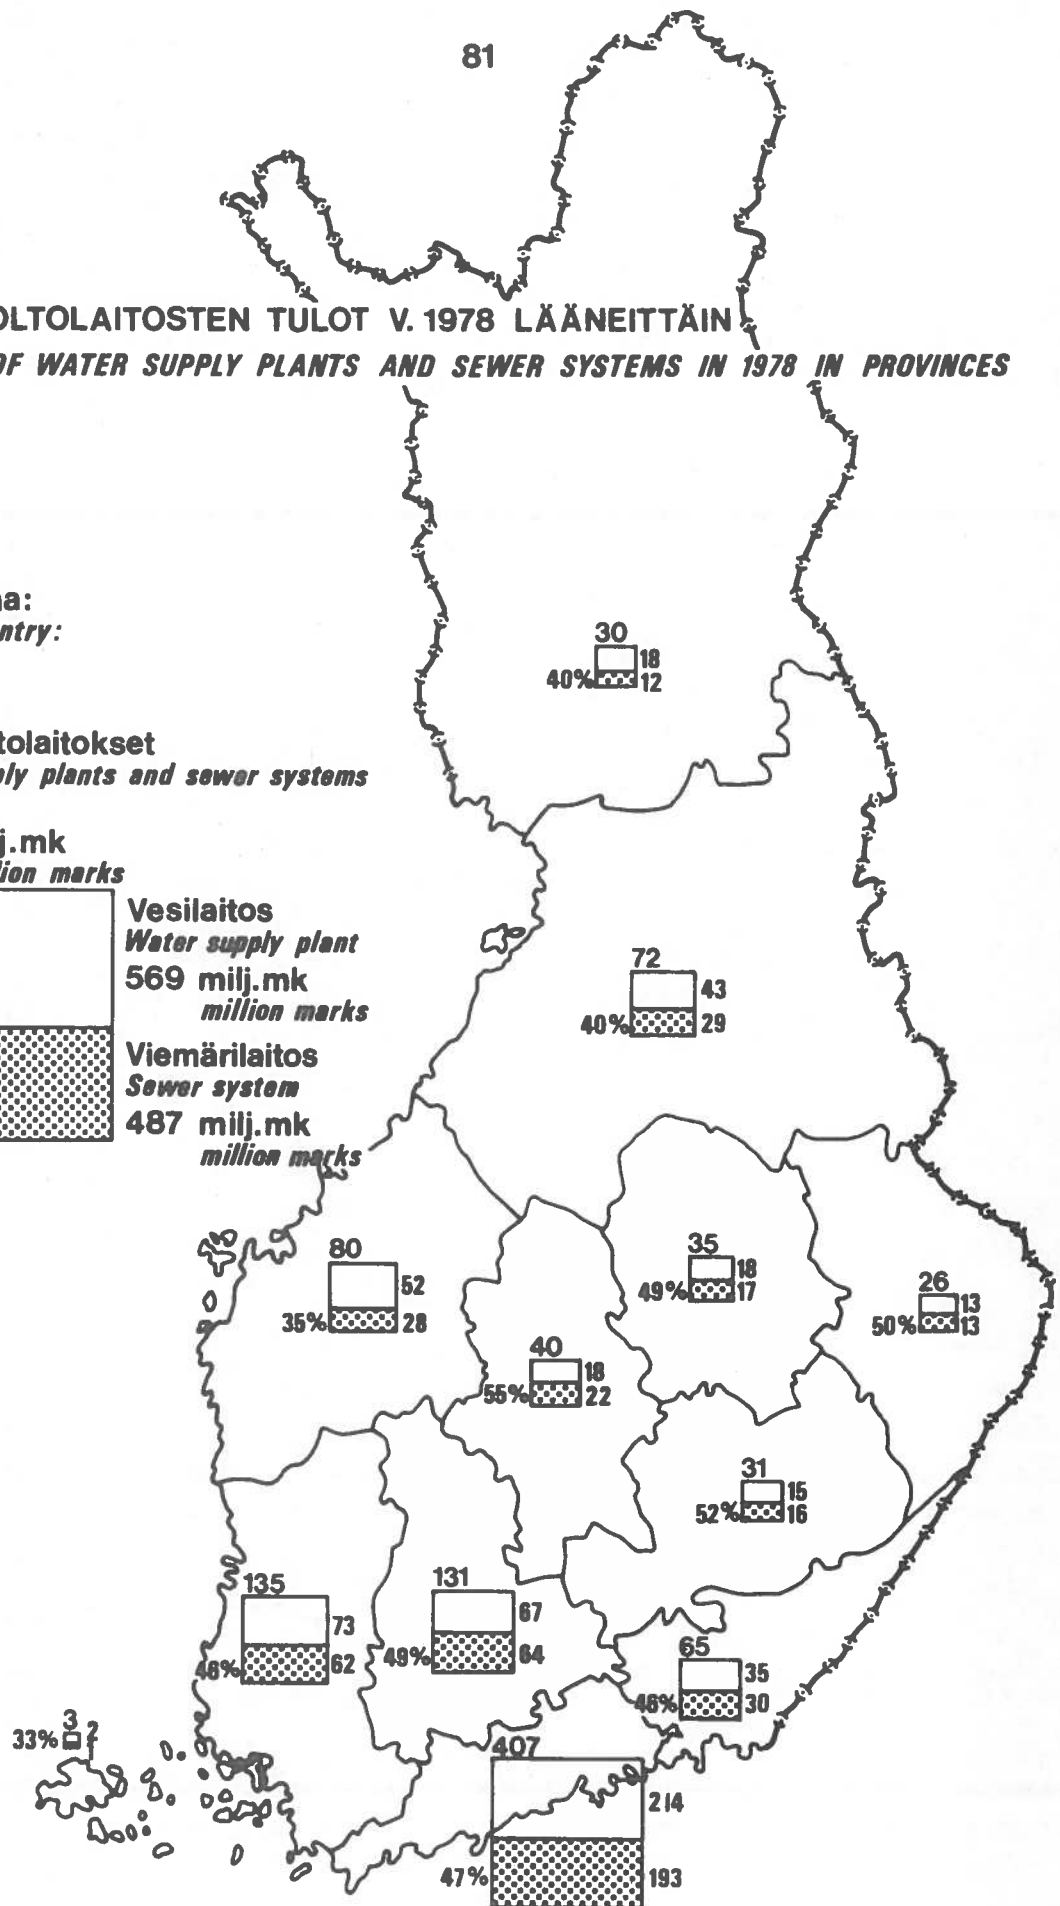 81
OLTOLAITOSTEN TULOT V. 1978 LÄÄNEITTÄIN
OF WATER SUPPLY PLANTS AND SEWER SYSTEMS IN 1978 IN PROVINCES
a:
ntry:
tolaitokset
ly plants and sewer systems
j.mk
lion marks
Vesilaitos
Water supply plant
569 milj.mk
million marks
Viemärilaitos
Sewer system
487 milj.mk
million marks
30
18
40% 12
72
43
40% 29
80
52
35% 28
35
18
49% 17
26
13
50% 13
40
18
55% 22
31
15
52% 16
135
73
46% 62
131
67
49% 64
65
35
46% 30
3
33% 2
407
214
47% 193